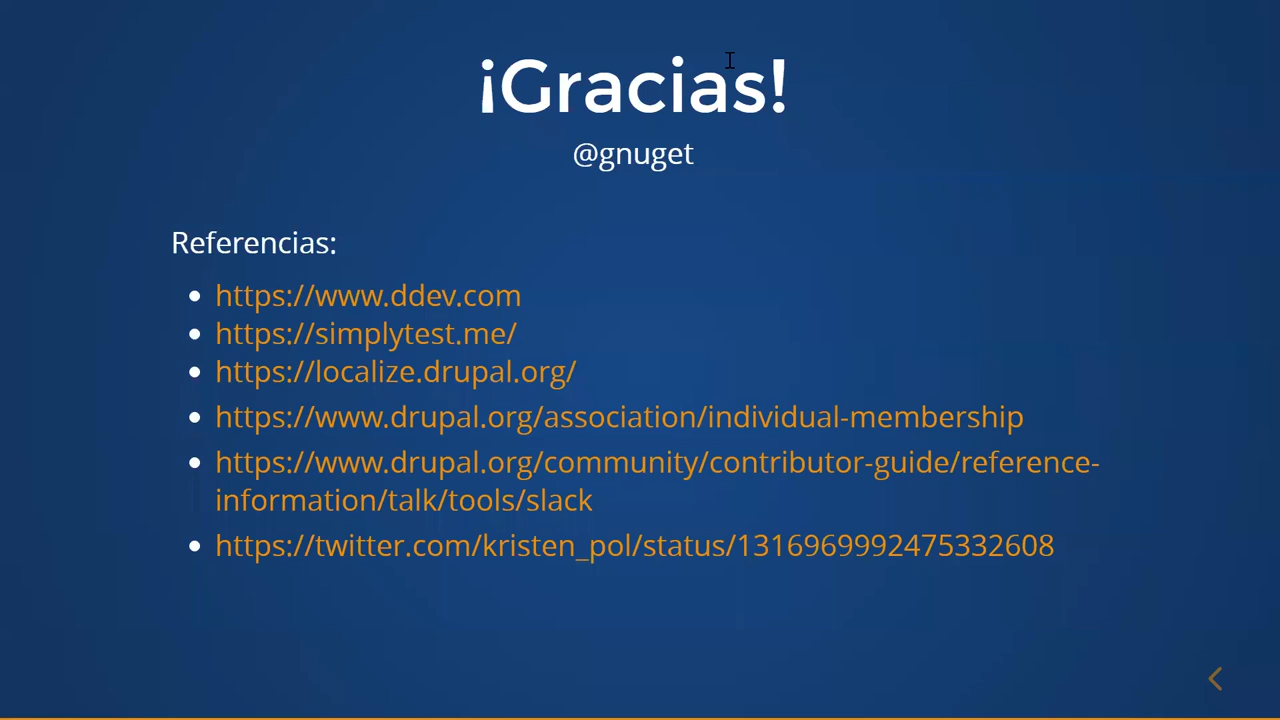 ¡Gracias!
@gnuget
Referencias:
https://www.ddev.com
https://simplytest.me/
https://localize.drupal.org/
https://www.drupal.org/association/individual-membership
https://www.drupal.org/community/contributor-guide/reference-
information/talk/tools/slack
https://twitter.com/kristen_pol/status/1316969992475332608